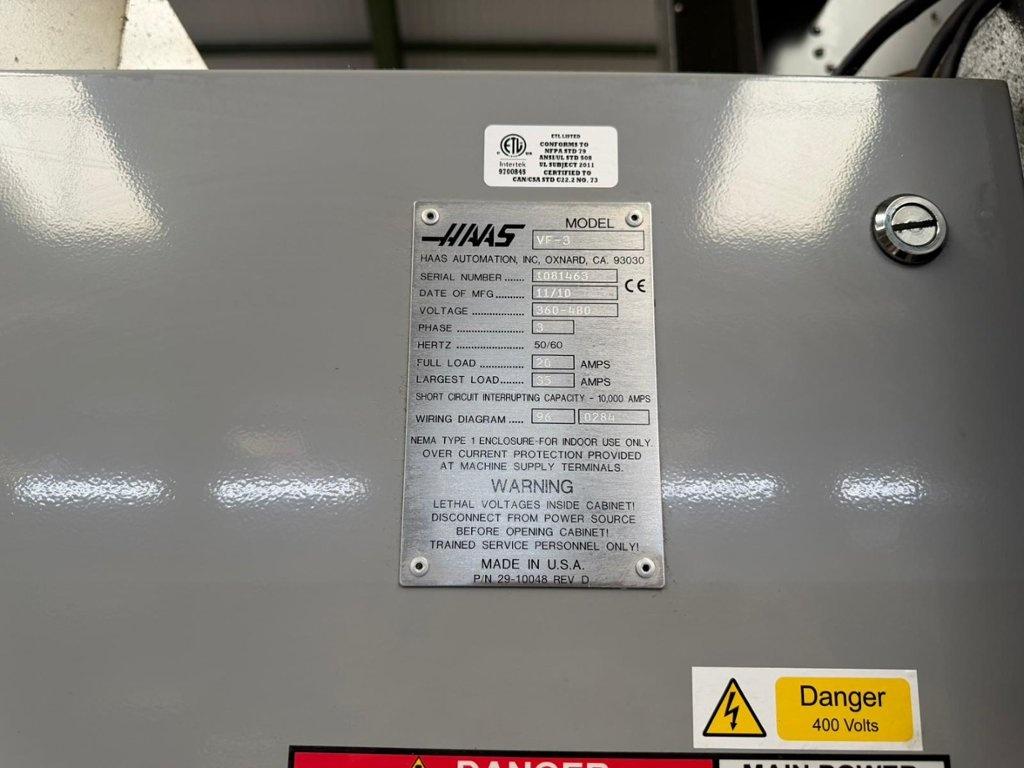 ETL LISTED
CONFORMS TO
NFPA STD 79
ANSI/UL STD 508
UL SUBJECT 2011
CERTIFIED TO
CAN/CSA STD C22.2 NO. 73
ETL
Intertek
9700845
HAAS
MODEL
VF-3
HAAS AUTOMATION, INC, OXNARD, CA. 93030
SERIAL NUMBER ...... 1081463
DATE OF MFG.......... 11/10
CE
VOLTAGE .................. 360-480
PHASE ....................... 3
HERTZ ....................... 50/60
FULL LOAD ............... 20 AMPS
LARGEST LOAD........ 35 AMPS
SHORT CIRCUIT INTERRUPTING CAPACITY - 10,000 AMPS
WIRING DIAGRAM ..... 96 0284
NEMA TYPE 1 ENCLOSURE-FOR INDOOR USE ONLY.
OVER CURRENT PROTECTION PROVIDED
AT MACHINE SUPPLY TERMINALS.
WARNING
LETHAL VOLTAGES INSIDE CABINET!
DISCONNECT FROM POWER SOURCE
BEFORE OPENING CABINET!
TRAINED SERVICE PERSONNEL ONLY!
MADE IN U.S.A.
P/N 29-10048 REV D
Danger
400 Volts
DANGER
MAIN POWER